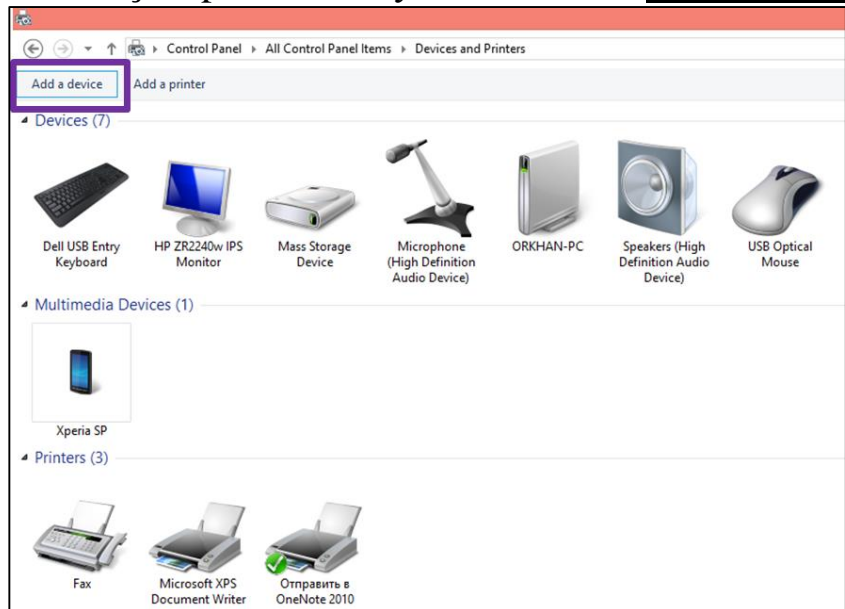 Control Panel ▸ All Control Panel Items ▸ Devices and Printers
Add a device Add a printer
Devices (7)
Dell USB Entry
Keyboard
HP ZR2240w IPS
Monitor
Mass Storage
Device
Microphone
(High Definition
Audio Device)
ORKHAN-PC
Speakers (High
Definition Audio
Device)
USB Optical
Mouse
Multimedia Devices (1)
Xperia SP
Printers (3)
Fax
Microsoft XPS
Document Writer
Отправить в
OneNote 2010